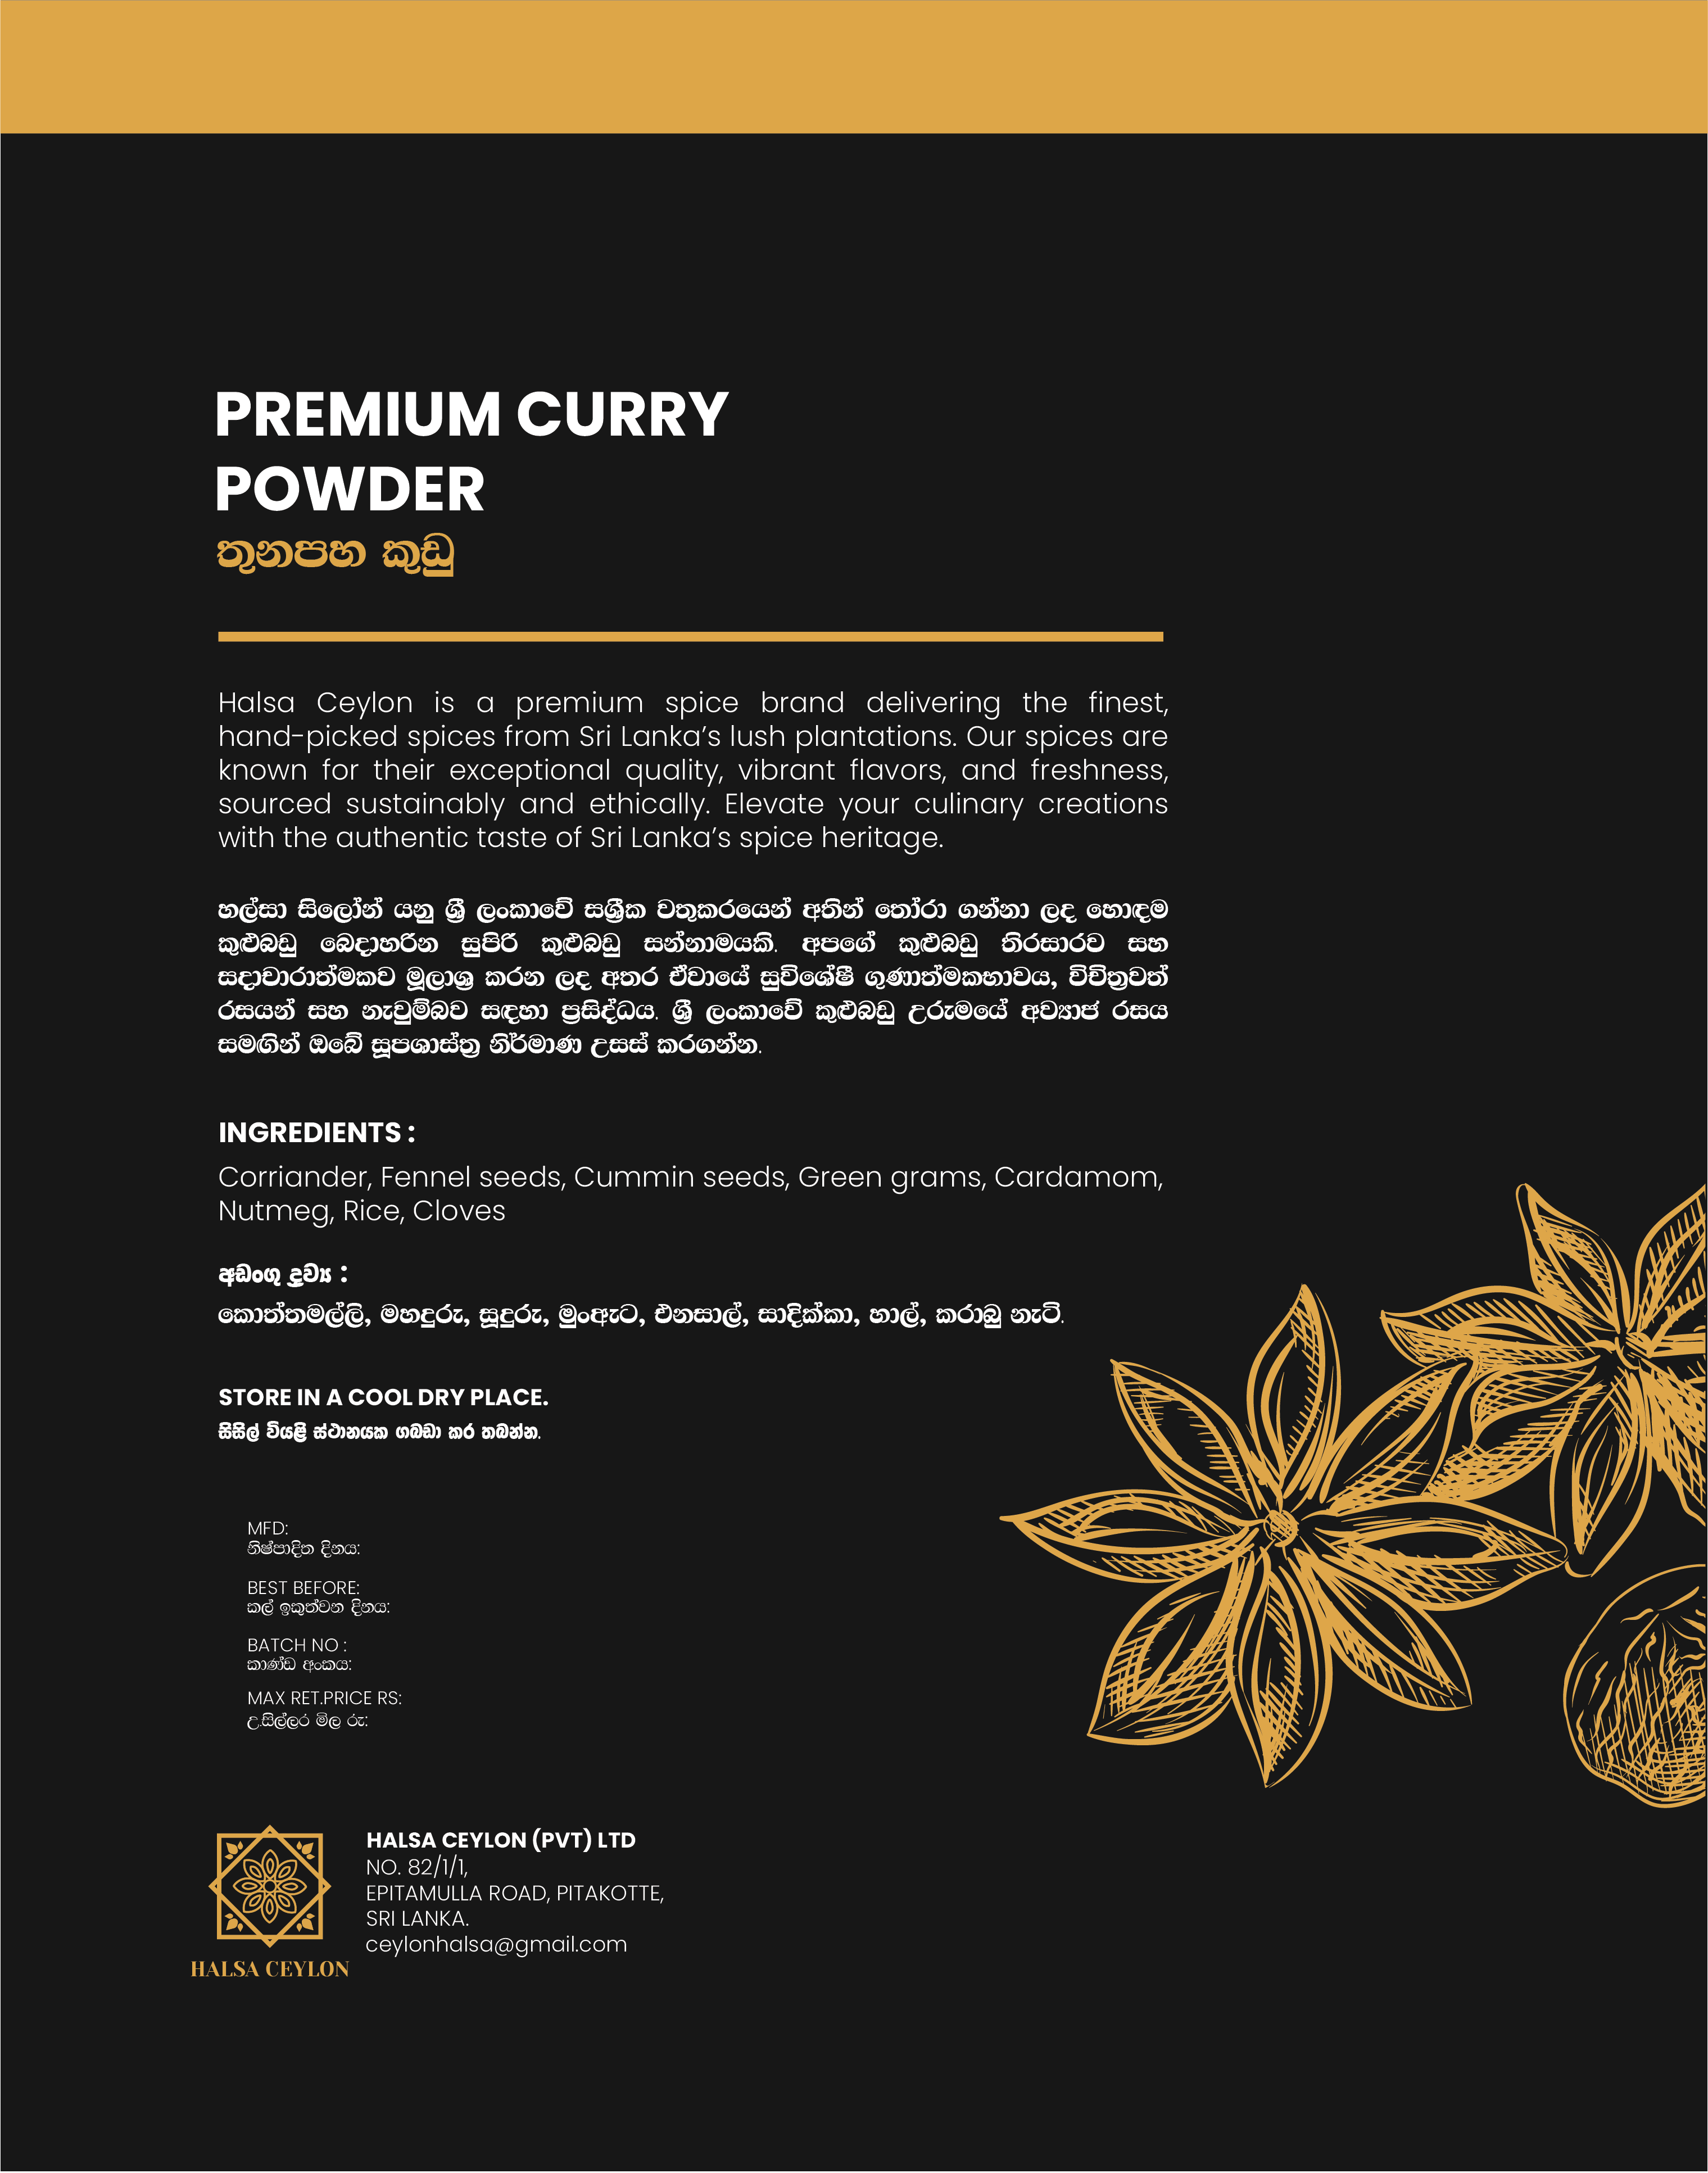 PREMIUM CURRY
POWDER
තුනපහ කුඩු
Halsa Ceylon is a premium spice brand delivering the finest,
hand-picked spices from Sri Lanka’s lush plantations. Our spices are
known for their exceptional quality, vibrant flavors, and freshness,
sourced sustainably and ethically. Elevate your culinary creations
with the authentic taste of Sri Lanka’s spice heritage.
හල්සා සිලෝන් යනු ශ්‍රී ලංකාවේ සශ්‍රීක වතුකරයෙන් අතින් තෝරා ගන්නා ලද හොඳම
කුළුබඩු බෙදාහරින සුපිරි කුළුබඩු සන්නාමයකි. අපගේ කුළුබඩු තිරසාරව සහ
සදාචාරාත්මකව මූලාශ්‍ර කරන ලද අතර ඒවායේ සුවිශේෂී ගුණාත්මකභාවය, විචිත්‍රවත්
රසයන් සහ නැවුම්බව සඳහා ප්‍රසිද්ධය. ශ්‍රී ලංකාවේ කුළුබඩු උරුමයේ අව්‍යාජ රසය
සමඟින් ඔබේ සූපශාස්ත්‍ර නිර්මාණ උසස් කරගන්න.
INGREDIENTS :
Corriander, Fennel seeds, Cummin seeds, Green grams, Cardamom,
Nutmeg, Rice, Cloves
අඩංගු ද්‍රව්‍ය :
කොත්තමල්ලි, මහදුරු, සූදුරු, මුංඇට, එනසාල්, සාදික්කා, හාල්, කරාබු නැටි.
STORE IN A COOL DRY PLACE.
සිසිල් වියළි ස්ථානයක ගබඩා කර තබන්න.
MFD:
නිෂ්පාදිත දිනය:
BEST BEFORE:
කල් ඉකුත්වන දිනය:
BATCH NO :
කාණ්ඩ අංකය:
MAX RET.PRICE RS:
උ.සිල්ලර මිල රු:
HALSA CEYLON (PVT) LTD
NO. 82/1/1,
EPITAMULLA ROAD, PITAKOTTE,
SRI LANKA.
ceylonhalsa@gmail.com
HALSA CEYLON